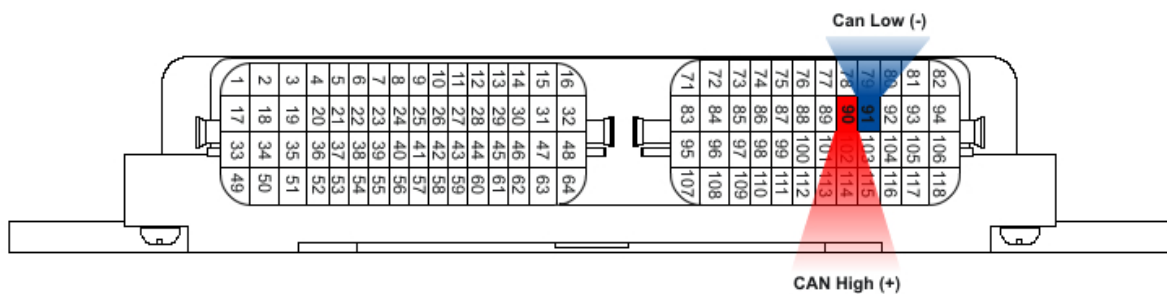 Can Low (-)
1 2 3 4 5 6 7 8 9 10 11 12 13 14 15 16
17 18 19 20 21 22 23 24 25 26 27 28 29 30 31 32
33 34 35 36 37 38 39 40 41 42 43 44 45 46 47 48
49 50 51 52 53 54 55 56 57 58 59 60 61 62 63 64
71 72 73 74 75 76 77 78 79 80 81 82
83 84 85 86 87 88 89 90 91 92 93 94
95 96 97 98 99 100 101 102 103 104 105 106
107 108 109 110 111 112 113 114 115 116 117 118
CAN High (+)